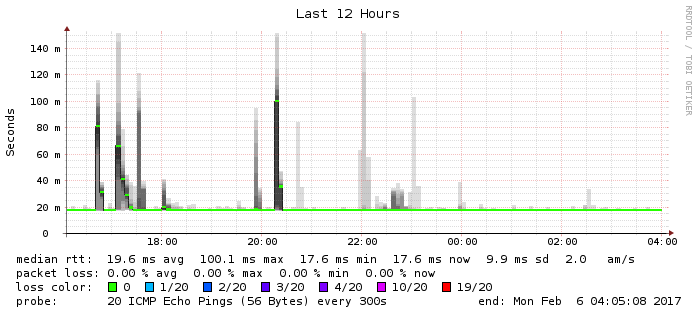 Last 12 Hours
RRDTOOL / TOBI OETIKER
Seconds
140 m
120 m
100 m
80 m
60 m
40 m
20 m
0
18:00 20:00 22:00 00:00 02:00 04:00
median rtt: 19.6 ms avg 100.1 ms max 17.6 ms min 17.6 ms now 9.9 ms sd 2.0 am/s
packet loss: 0.00 % avg 0.00 % max 0.00 % min 0.00 % now
loss color: 0 1/20 2/20 3/20 4/20 10/20 19/20
probe: 20 ICMP Echo Pings (56 Bytes) every 300s end: Mon Feb 6 04:05:08 2017